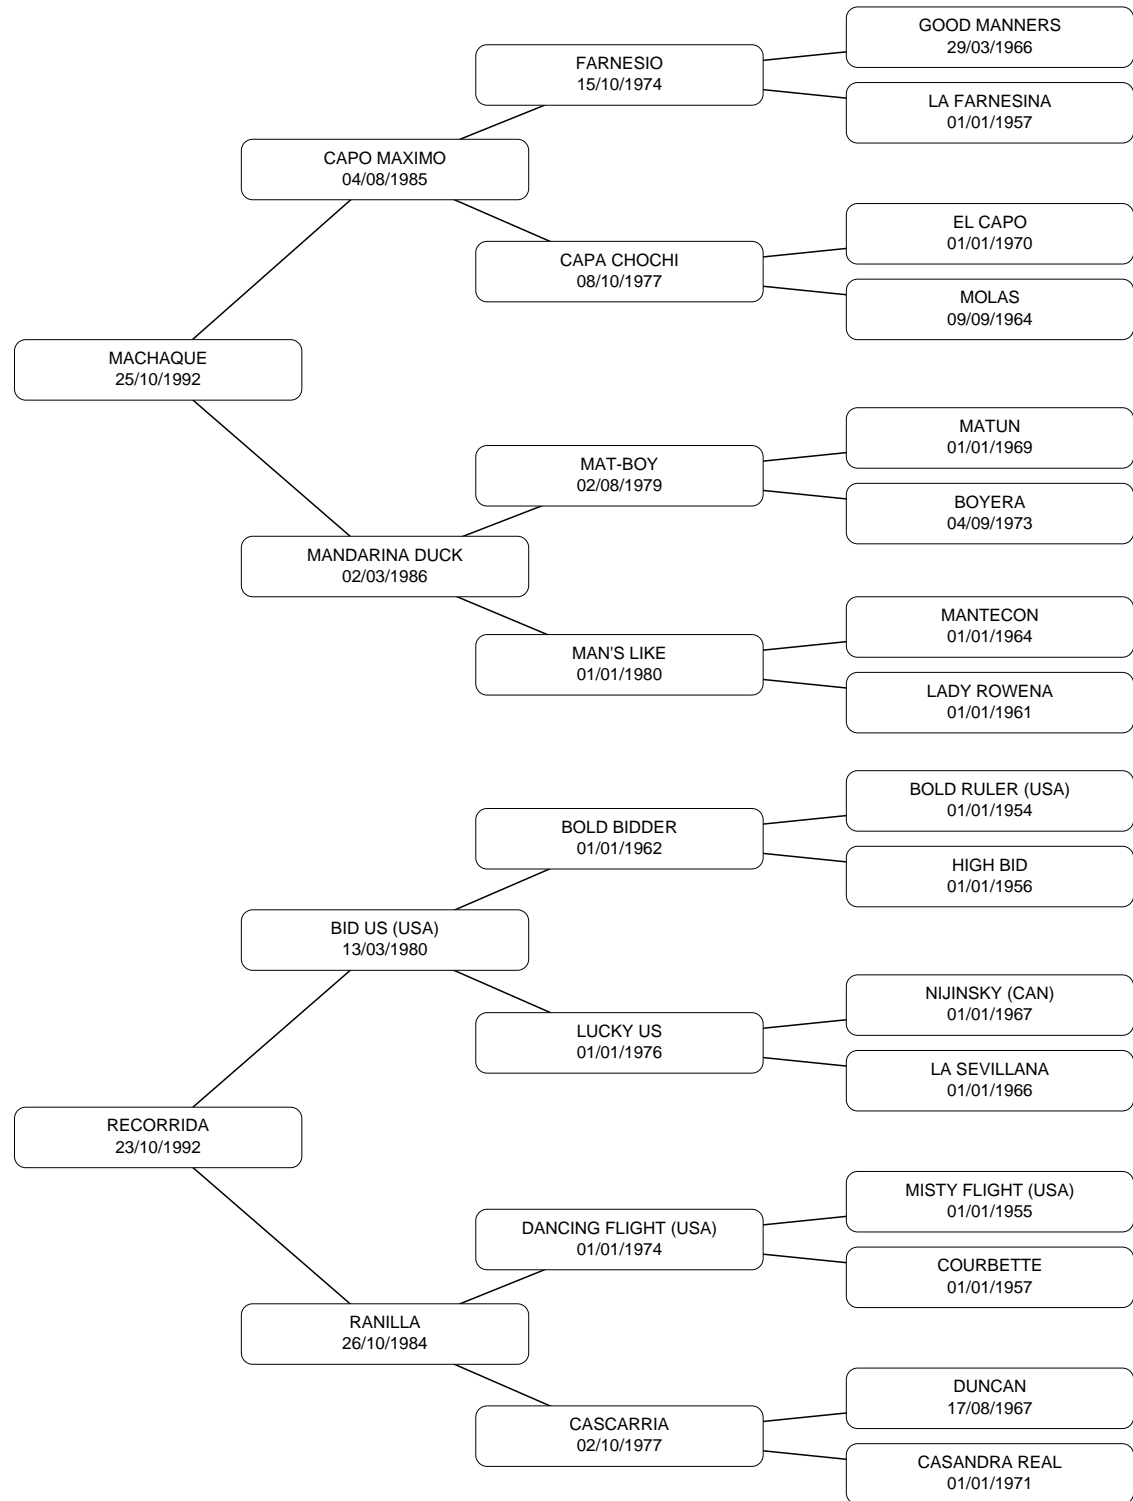 GOOD MANNERS
29/03/1966
FARNESIO
15/10/1974
LA FARNESINA
01/01/1957
CAPO MAXIMO
04/08/1985
EL CAPO
01/01/1970
CAPA CHOCHI
08/10/1977
MOLAS
09/09/1964
MACHAQUE
25/10/1992
MATUN
01/01/1969
MAT-BOY
02/08/1979
BOYERA
04/09/1973
MANDARINA DUCK
02/03/1986
MANTECON
01/01/1964
MAN'S LIKE
01/01/1980
LADY ROWENA
01/01/1961
BOLD RULER (USA)
01/01/1954
BOLD BIDDER
01/01/1962
HIGH BID
01/01/1956
BID US (USA)
13/03/1980
NIJINSKY (CAN)
01/01/1967
LUCKY US
01/01/1976
LA SEVILLANA
01/01/1966
RECORRIDA
23/10/1992
MISTY FLIGHT (USA)
01/01/1955
DANCING FLIGHT (USA)
01/01/1974
COURBETTE
01/01/1957
RANILLA
26/10/1984
DUNCAN
17/08/1967
CASCARRIA
02/10/1977
CASANDRA REAL
01/01/1971